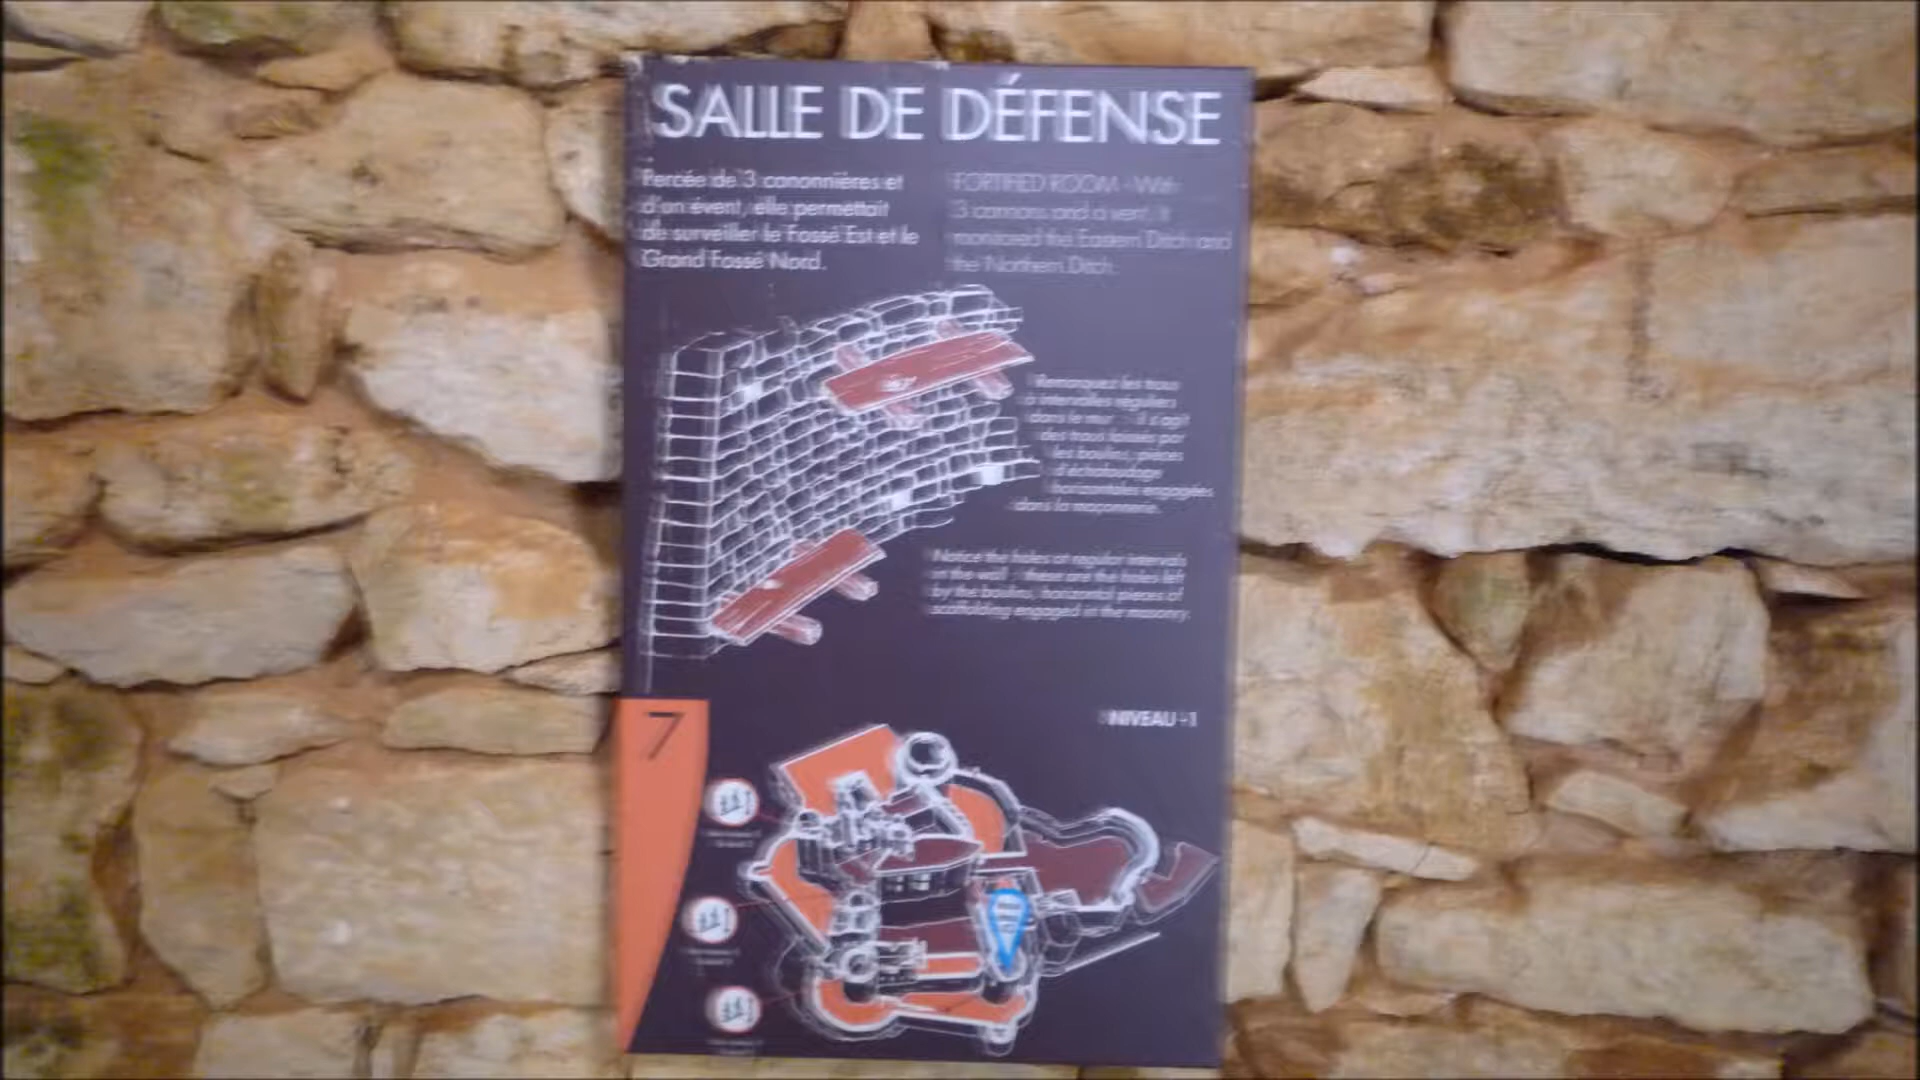 SALLE DE DÉFENSE
Percée de 3 canonnières et
d'un évent, elle permettait
de surveiller le Fossé Est et le
Grand Fossé Nord.
FORTIFIED ROOM - With
3 cannons and a vent, it
monitored the Eastern Ditch and
the Northern Ditch.
Remarquez les trous
à intervalles réguliers
dans le mur : il s'agit
des trous laissés par
les boulins, pièces
d'échafaudage
horizontales engagées
dans la maçonnerie.
Notice the holes at regular intervals
in the wall : these are the holes left
by the boulins, horizontal pieces of
scaffolding engaged in the masonry.
7
NIVEAU -1